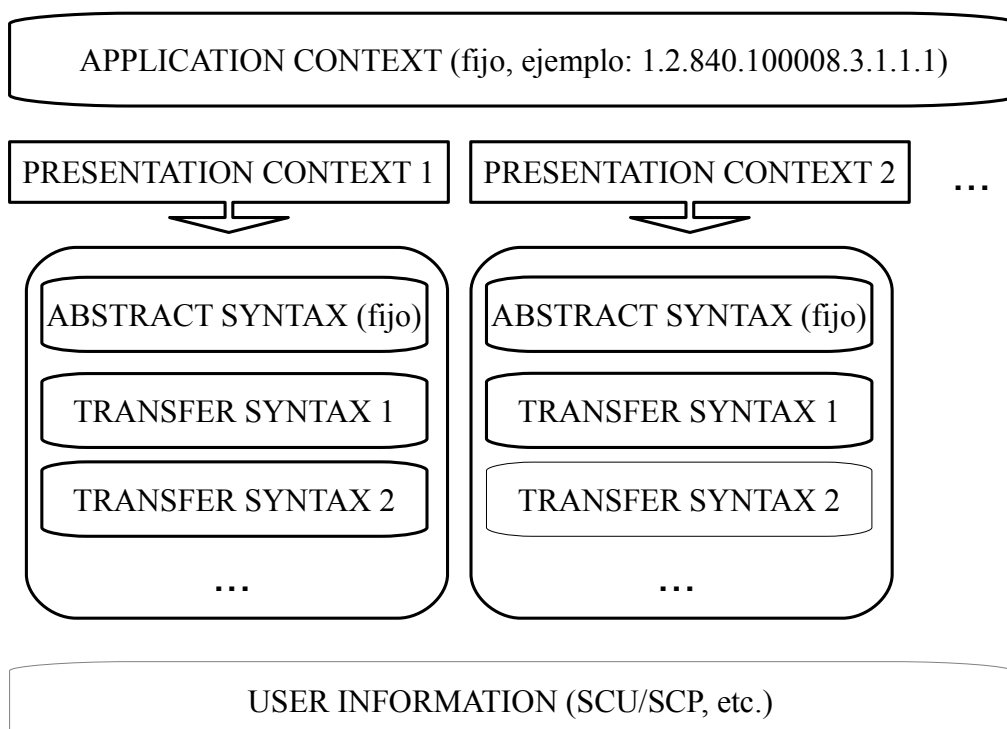 APPLICATION CONTEXT (fijo, ejemplo: 1.2.840.100008.3.1.1.1)
PRESENTATION CONTEXT 1
PRESENTATION CONTEXT 2
...
ABSTRACT SYNTAX (fijo)
TRANSFER SYNTAX 1
TRANSFER SYNTAX 2
...
ABSTRACT SYNTAX (fijo)
TRANSFER SYNTAX 1
TRANSFER SYNTAX 2
...
USER INFORMATION (SCU/SCP, etc.)